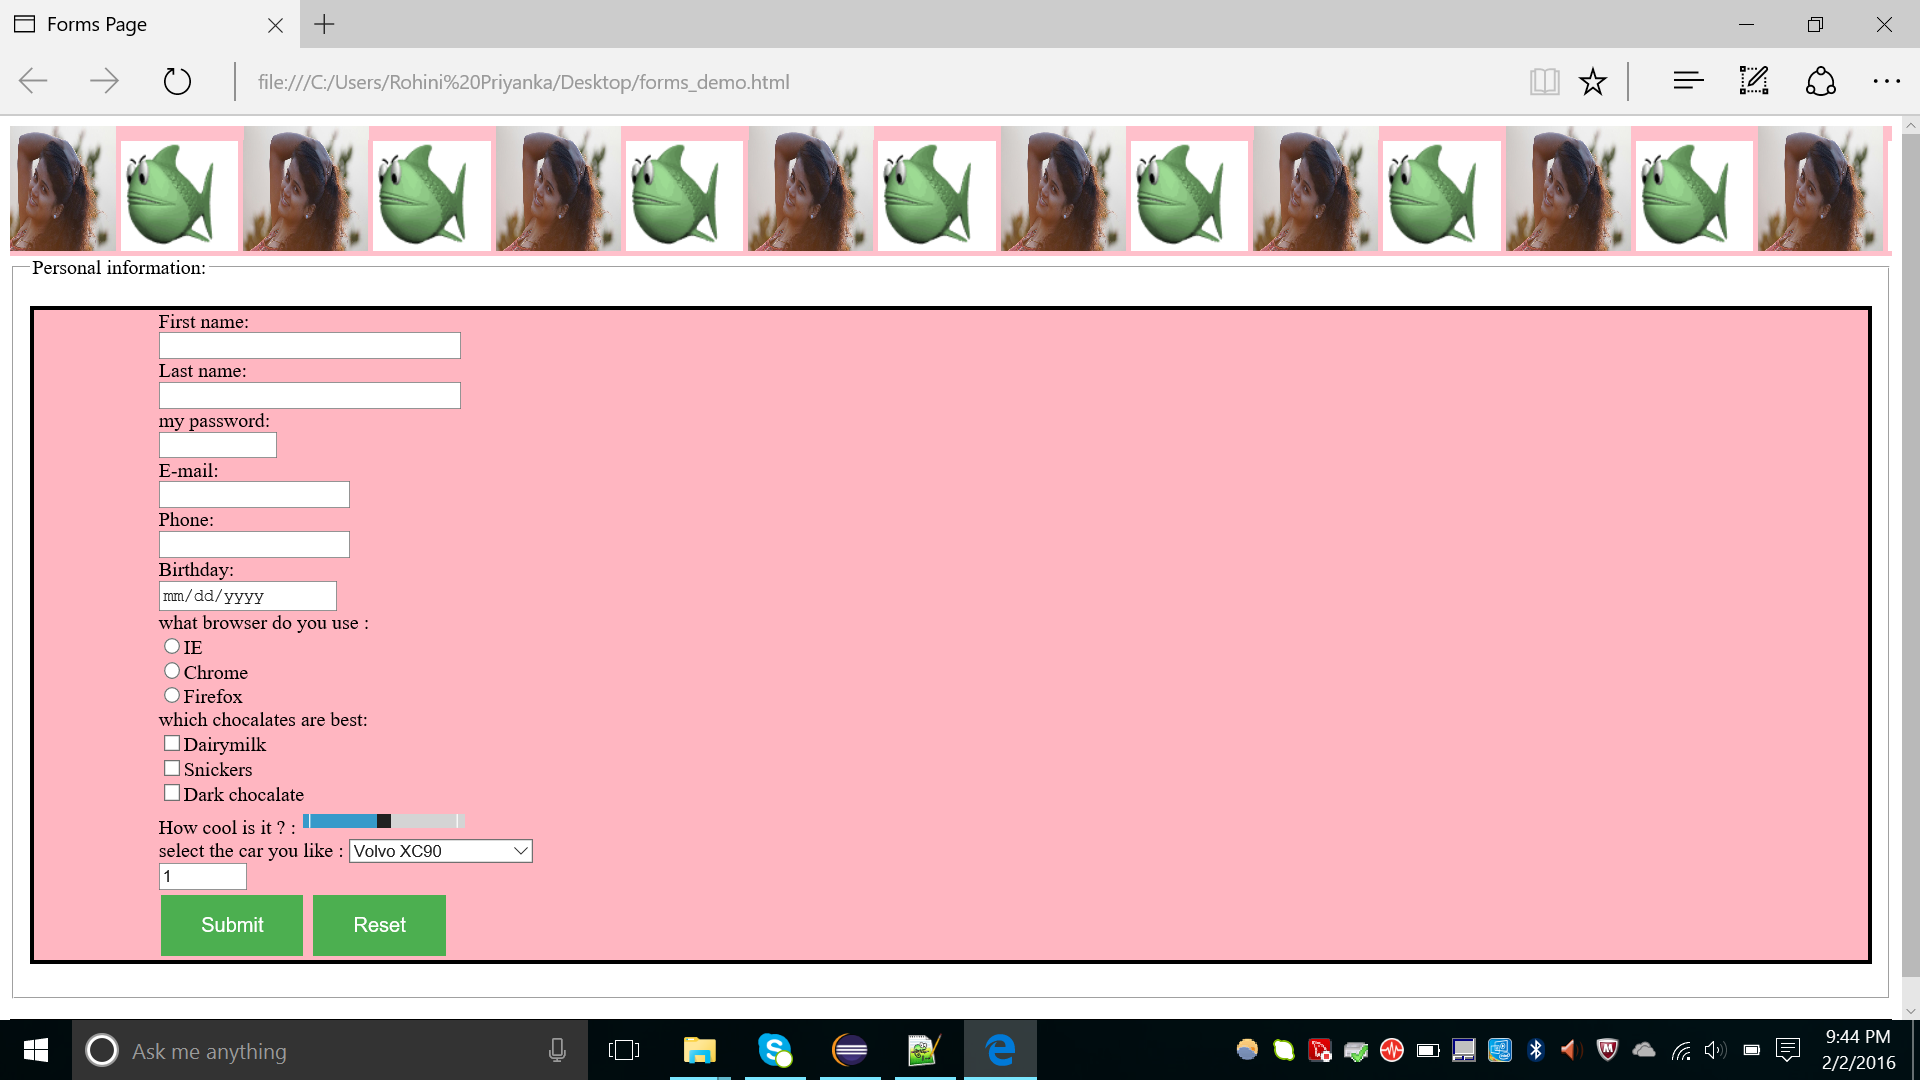 Forms Page
file:///C:/Users/Rohini%20Priyanka/Desktop/forms_demo.html
Personal information:
First name:
Last name:
my password:
E-mail:
Phone:
Birthday:
mm/dd/yyyy
what browser do you use :
IE
Chrome
Firefox
which chocalates are best:
Dairymilk
Snickers
Dark chocalate
How cool is it ? :
select the car you like : Volvo XC90
1
Submit Reset
Ask me anything
9:44 PM
2/2/2016